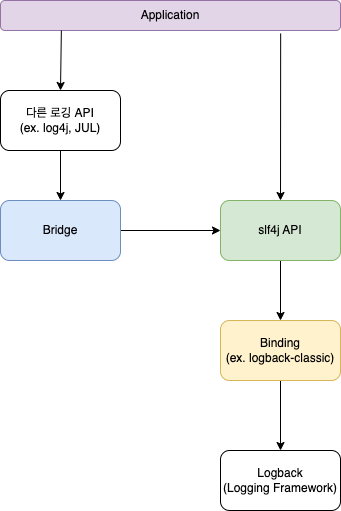 Application
다른 로깅 API
(ex. log4j, JUL)
Bridge
slf4j API
Binding
(ex. logback-classic)
Logback
(Logging Framework)